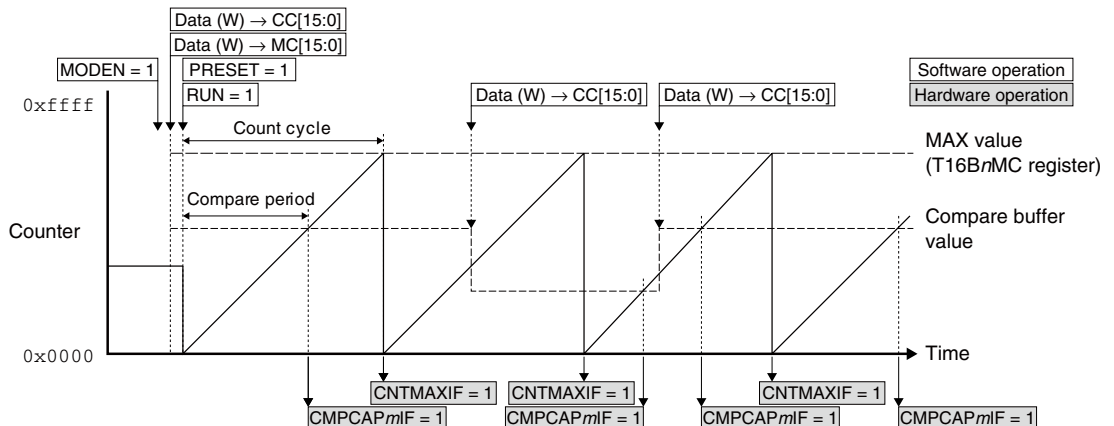 Data (W) → CC[15:0]
Data (W) → MC[15:0]
MODEN = 1
PRESET = 1
RUN = 1
Software operation
Hardware operation
0xffff
Data (W) → CC[15:0]
Data (W) → CC[15:0]
Count cycle
MAX value
(T16BnMC register)
Compare period
Compare buffer
value
Counter
0x0000
Time
CNTMAXIF = 1
CNTMAXIF = 1
CNTMAXIF = 1
CMPCAPmIF = 1
CMPCAPmIF = 1
CMPCAPmIF = 1
CMPCAPmIF = 1